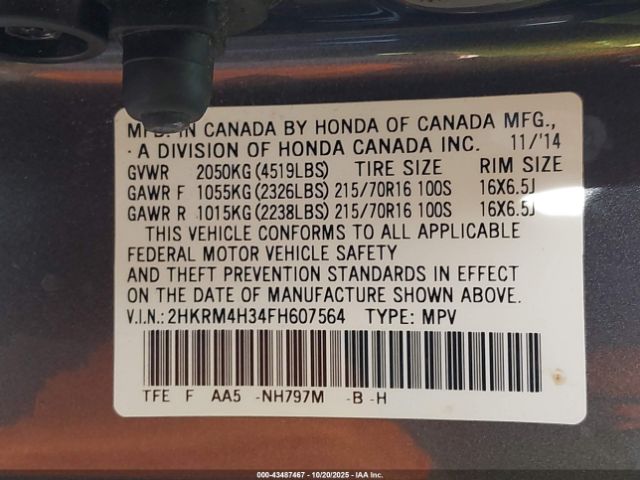 MFD. IN CANADA BY HONDA OF CANADA MFG.,
- A DIVISION OF HONDA CANADA INC. 11/'14
GVWR 2050KG(4519LBS) TIRE SIZE RIM SIZE
GAWR F 1055KG(2326LBS) 215/70R16 100S 16X6.5J
GAWR R 1015KG(2238LBS) 215/70R16 100S 16X6.5J
THIS VEHICLE CONFORMS TO ALL APPLICABLE
FEDERAL MOTOR VEHICLE SAFETY
AND THEFT PREVENTION STANDARDS IN EFFECT
ON THE DATE OF MANUFACTURE SHOWN ABOVE.
V.I.N.:2HKRM4H34FH607564 TYPE: MPV
TFE F AA5 -NH797M -B -H
000-43487467 - 10/20/2025 - IAA Inc.